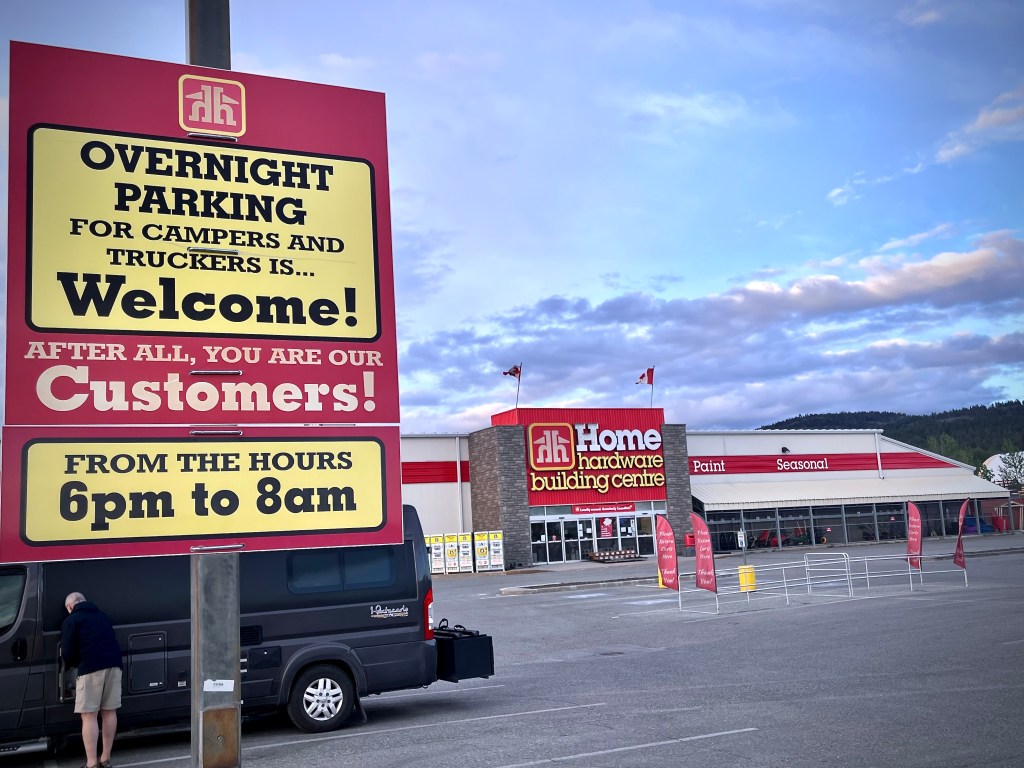 OVERNIGHT
PARKING
FOR CAMPERS AND
TRUCKERS IS...
Welcome!
AFTER ALL, YOU ARE OUR
Customers!
FROM THE HOURS
6pm to 8am
Home
hardware
building centre
Paint Seasonal